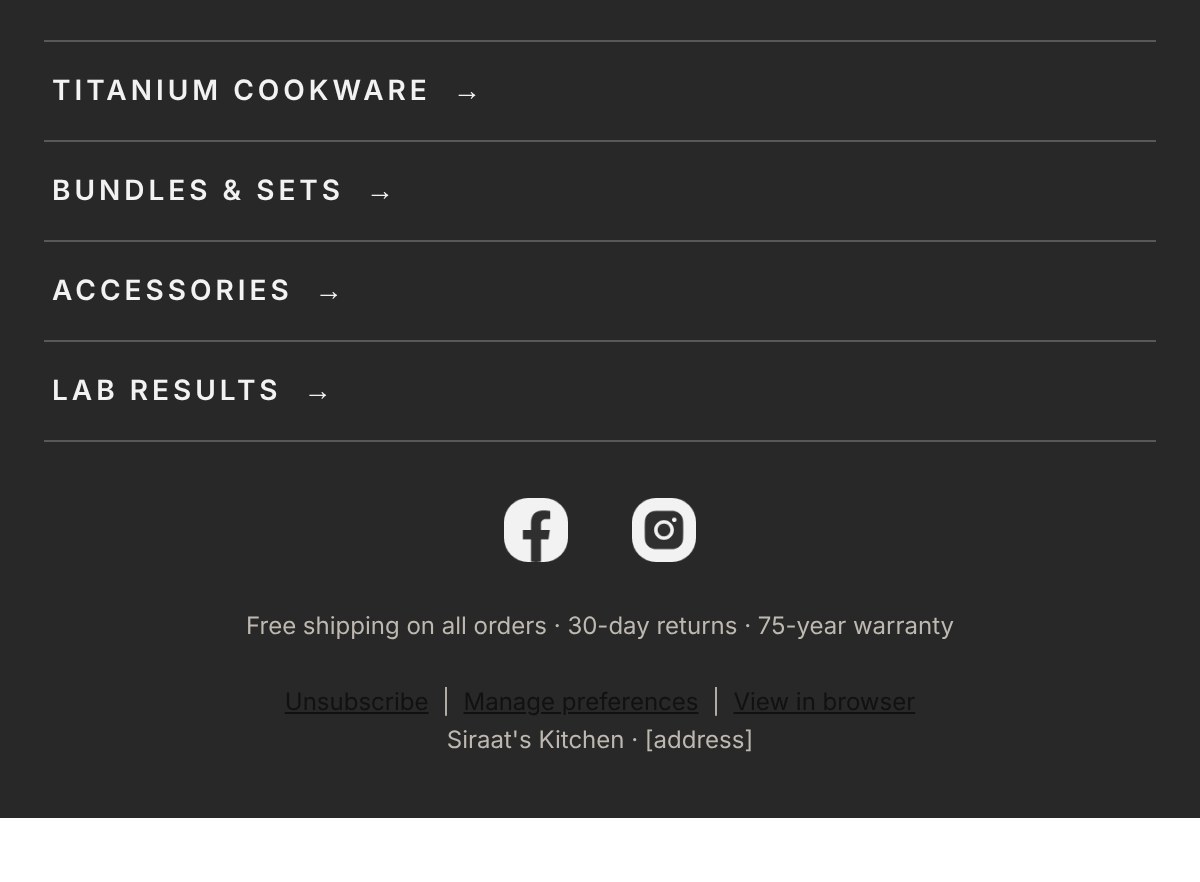 TITANIUM COOKWARE →
BUNDLES & SETS →
ACCESSORIES →
LAB RESULTS →
Free shipping on all orders · 30-day returns · 75-year warranty
Unsubscribe | Manage preferences | View in browser
Siraat's Kitchen · [address]